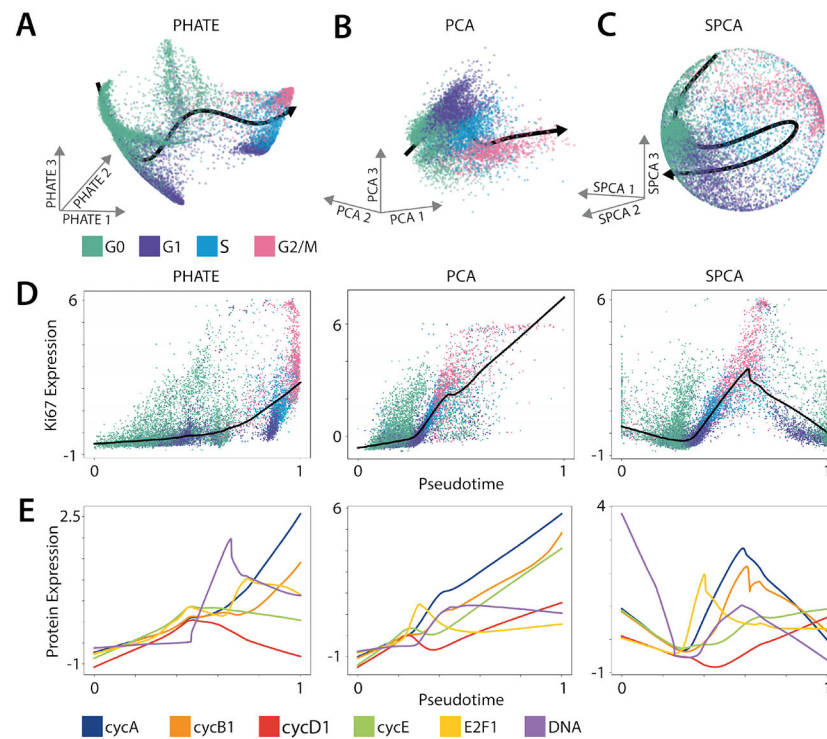 A PHATE
B PCA
C SPCA
PHATE 3
PHATE 2
PHATE 1
PCA 3
PCA 2
PCA 1
SPCA 3
SPCA 1
SPCA 2
G0 G1 S G2/M
D PHATE PCA SPCA
Ki67 Expression
6
-1
0 1
6
0
0 1
6
-1
0 1
Pseudotime
E
Protein Expression
2.5
-1
0 1
6
-1
0 1
4
-1
0 1
Pseudotime
cycA cycB1 cycD1 cycE E2F1 DNA